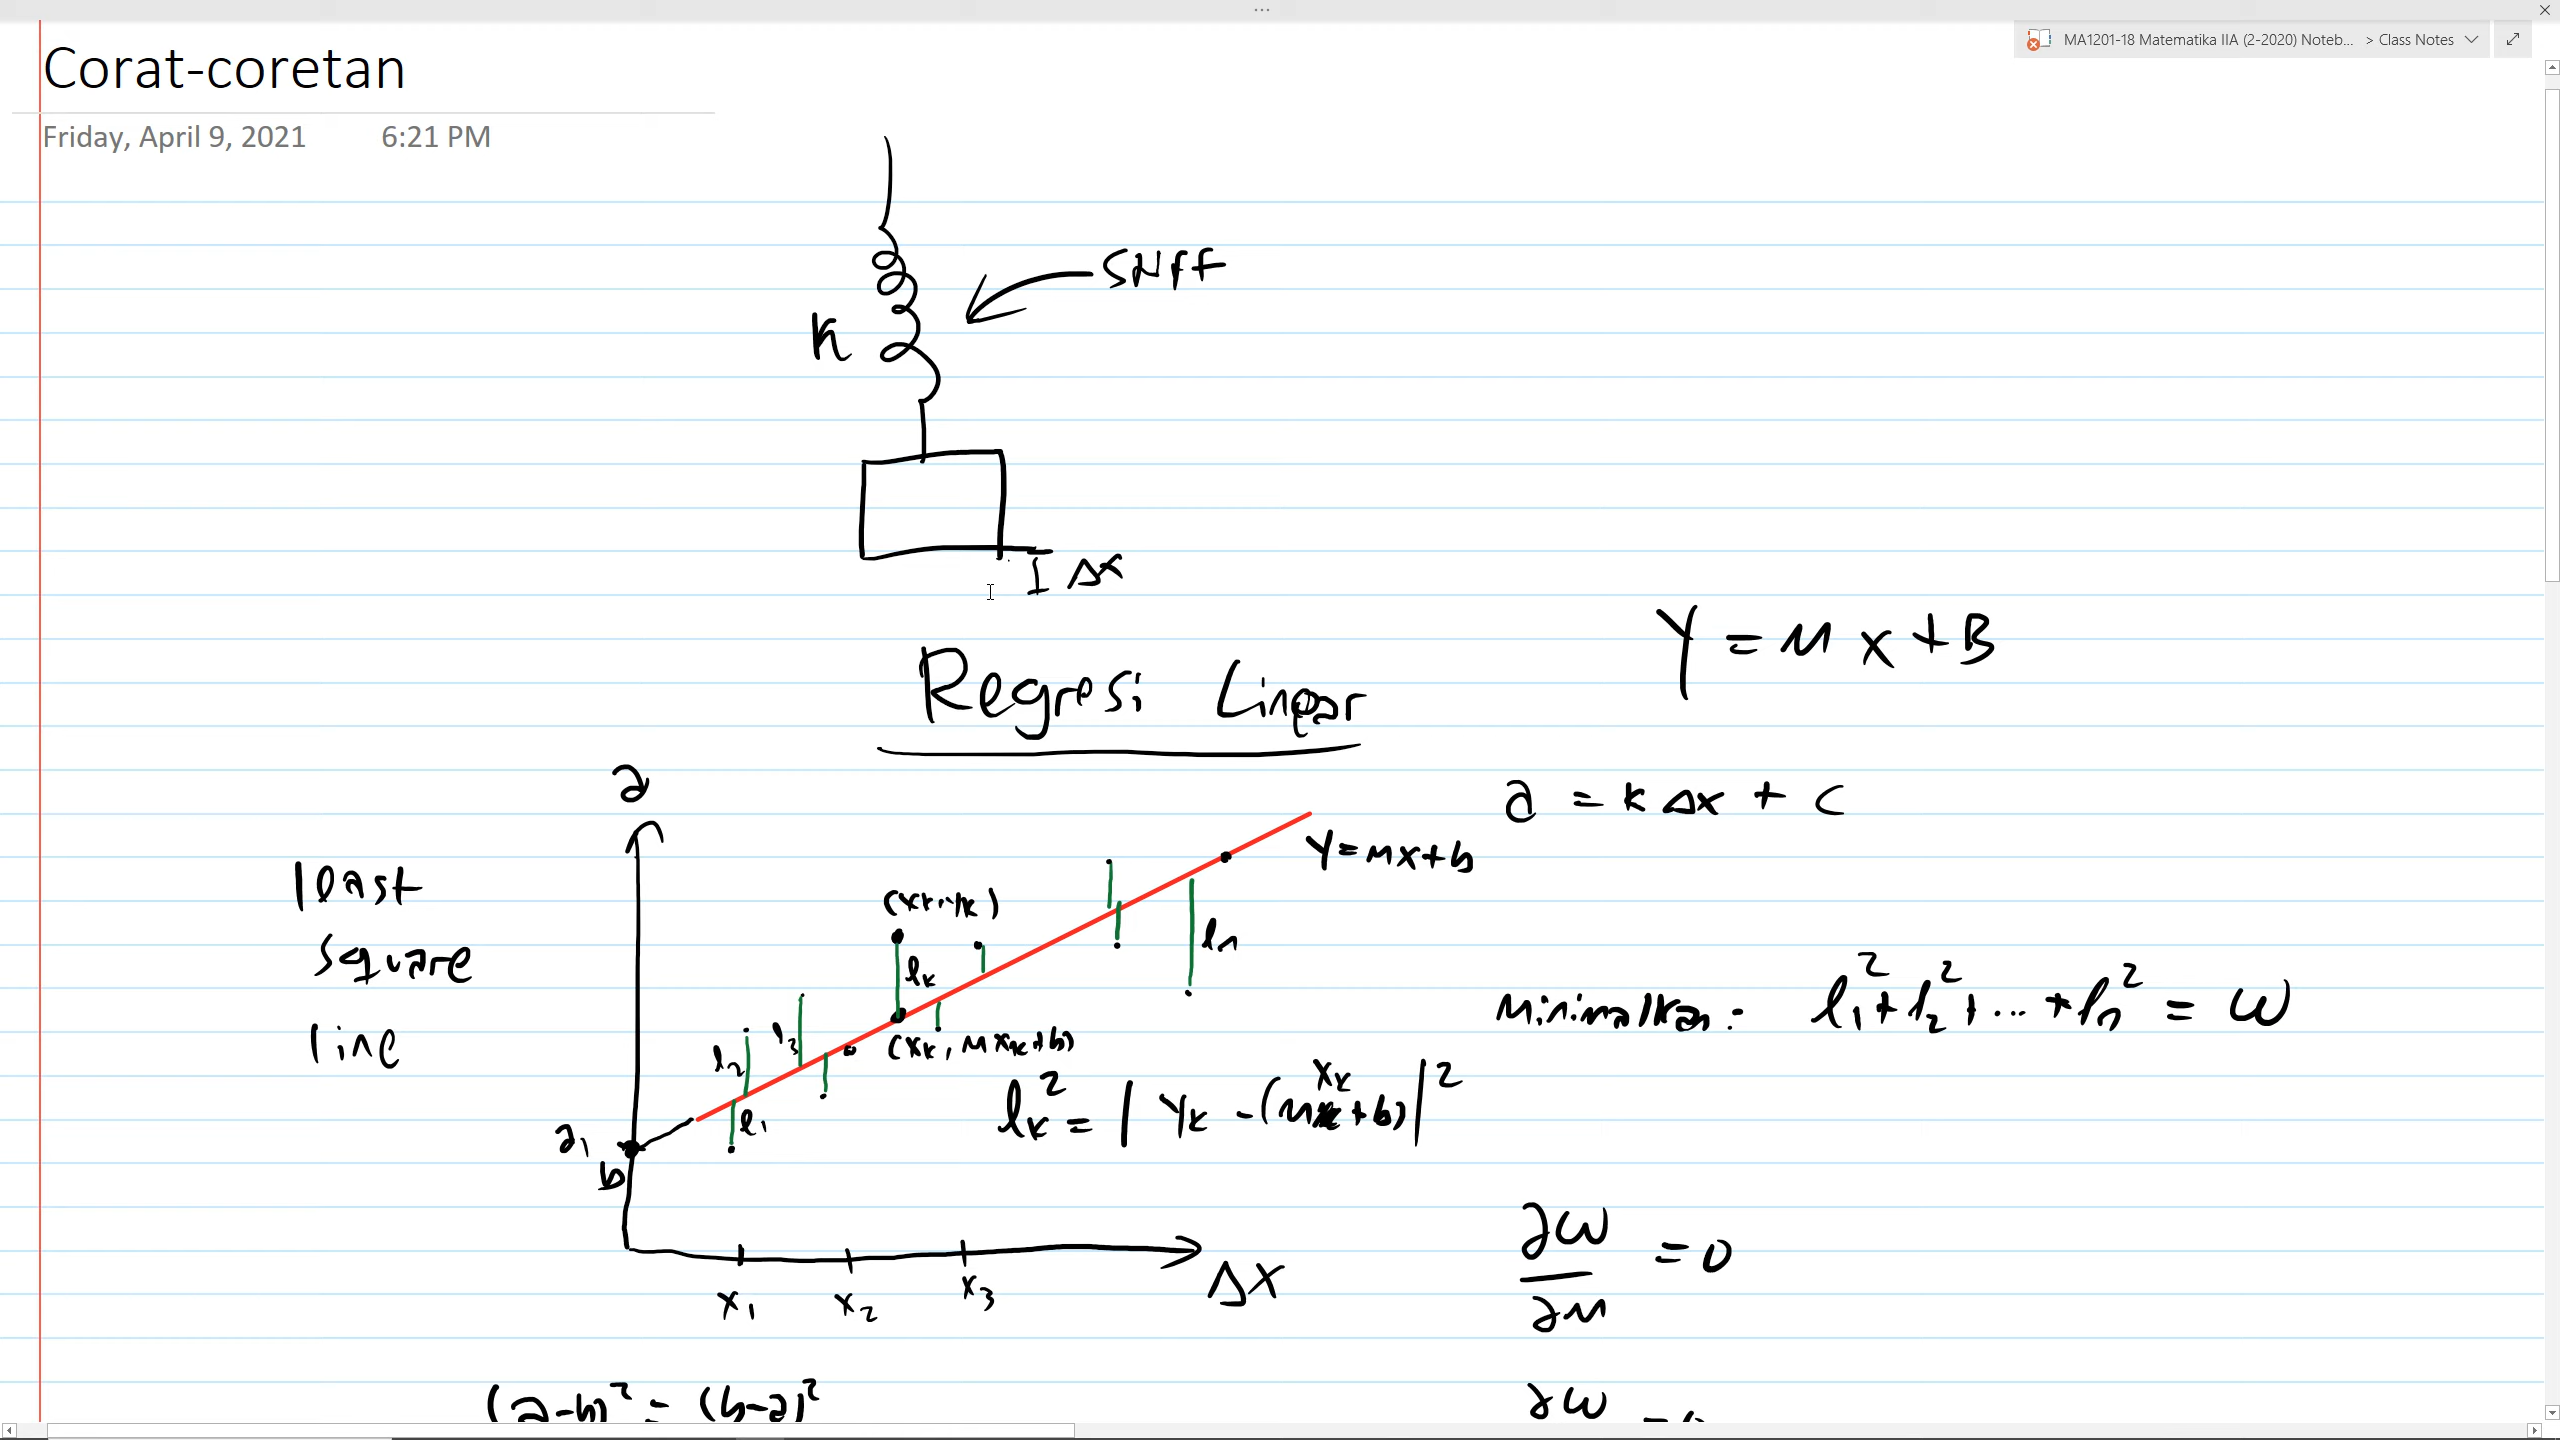 MA1201-18 Matematika IIA (2-2020) Noteb... > Class Notes
Corat-coretan
Friday, April 9, 2021 6:21 PM
K
Δx
Y = M x + B
Regresi Linear
a
a = k Δx + c
Y = mx + b
least
square
line
(xk, yk)
lk
ln
l2
l3
l1
(xk, mxk+b)
Minimalkan: l1² + l2² + ... + ln² = w
lk² = | yk - (mxk + b) |²
a1
b
x1 x2 x3
Δx
∂w
= 0
∂m
(a-b)² = (b-a)²
∂w